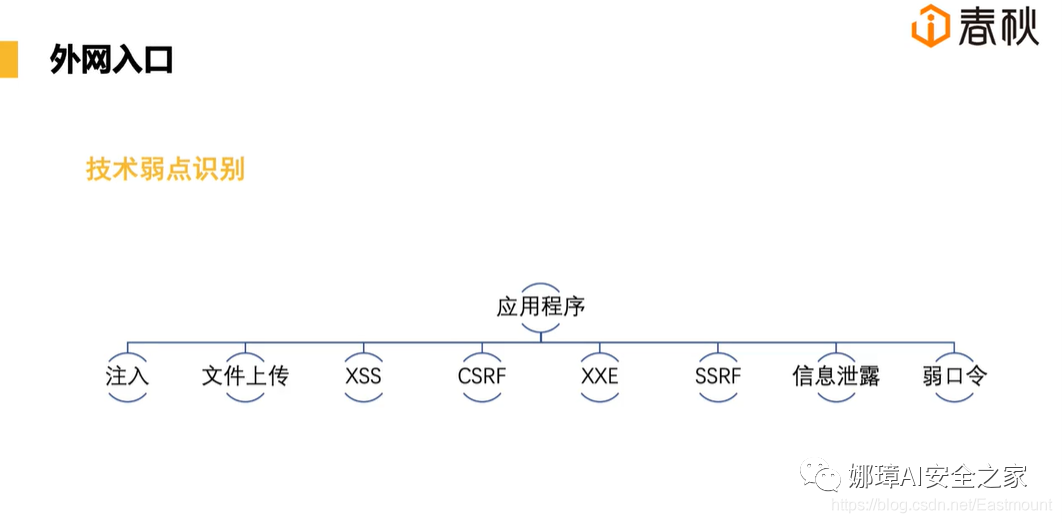 春秋
外网入口
技术弱点识别
应用程序
注入 文件上传 XSS CSRF XXE SSRF 信息泄露 弱口令
娜璋AI安全之家
https://blog.csdn.net/Eastmount